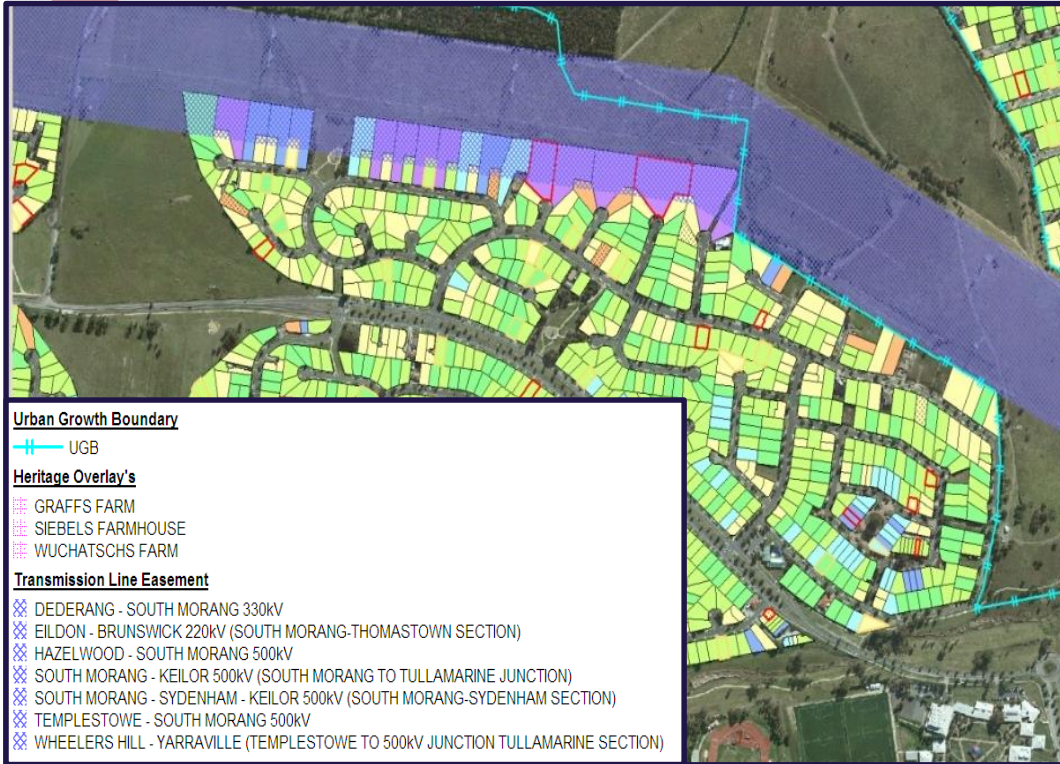 Urban Growth Boundary
UGB
Heritage Overlay's
GRAFFS FARM
SIEBELS FARMHOUSE
WUCHATSCHS FARM
Transmission Line Easement
DEDERANG - SOUTH MORANG 330kV
EILDON - BRUNSWICK 220kV (SOUTH MORANG-THOMASTOWN SECTION)
HAZELWOOD - SOUTH MORANG 500kV
SOUTH MORANG - KEILOR 500kV (SOUTH MORANG TO TULLAMARINE JUNCTION)
SOUTH MORANG - SYDENHAM - KEILOR 500kV (SOUTH MORANG-SYDENHAM SECTION)
TEMPLESTOWE - SOUTH MORANG 500kV
WHEELERS HILL - YARRAVILLE (TEMPLESTOWE TO 500kV JUNCTION TULLAMARINE SECTION)